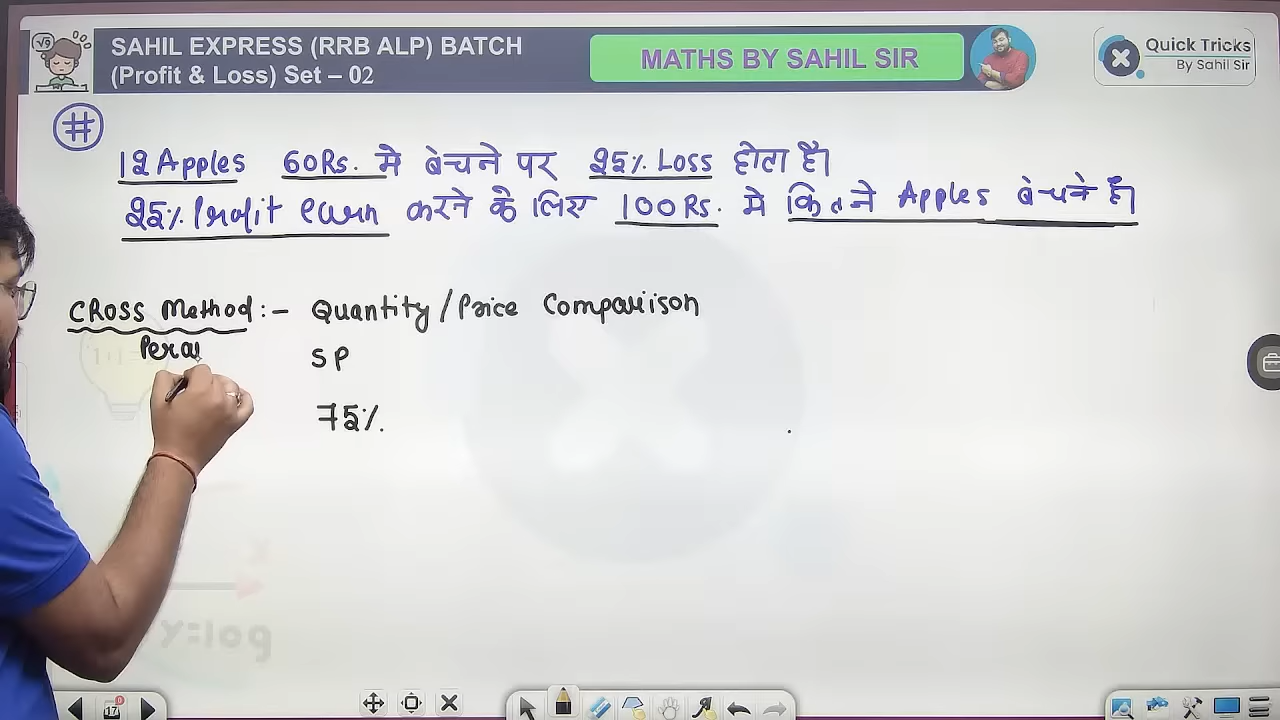 SAHIL EXPRESS (RRB ALP) BATCH
(Profit & Loss) Set – 02
MATHS BY SAHIL SIR
Quick Tricks
By Sahil Sir
#
12 Apples 60Rs. मे बेचने पर 25% Loss होता है।
25% Profit earn करने के लिए 100Rs. मे कितने Apples बेचने है।
CROSS Method:- Quantity/Price Comparison
SP
75%
y=log
17